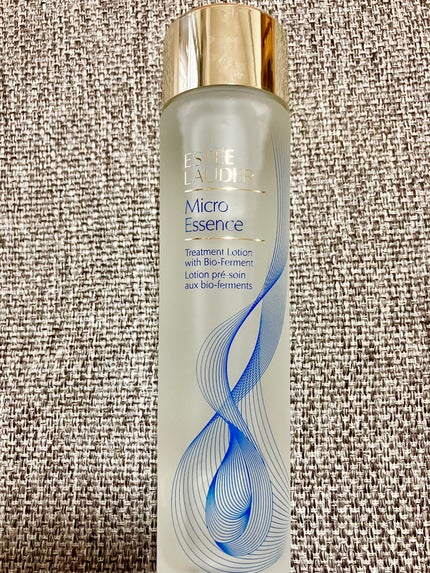 ESTĒE
LAUDER
Micro
Essence
Treatment Lotion
with Bio-Ferment
Lotion pré-soin
aux bio-ferments